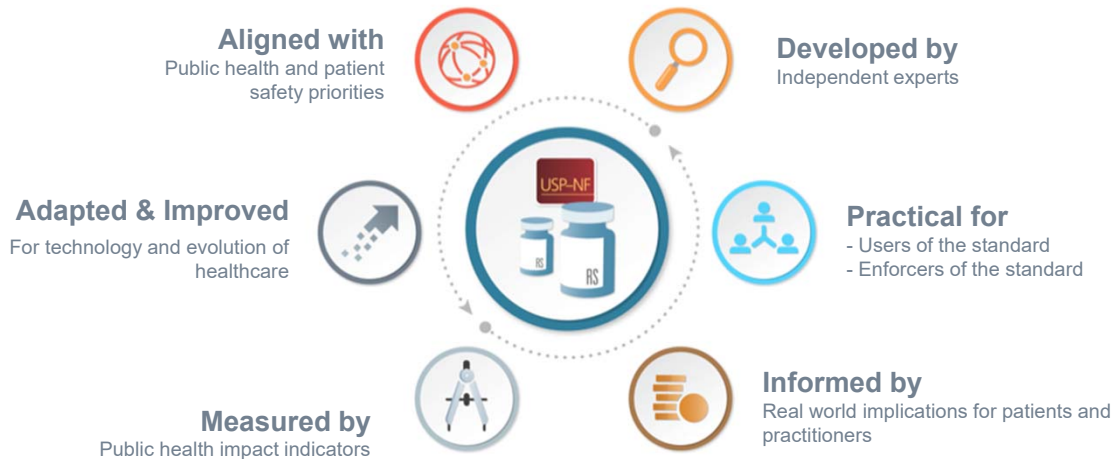 Aligned with
Public health and patient
safety priorities
Developed by
Independent experts
Adapted & Improved
For technology and evolution of
healthcare
USP–NF
RS
RS
Practical for
- Users of the standard
- Enforcers of the standard
Measured by
Public health impact indicators
Informed by
Real world implications for patients and
practitioners